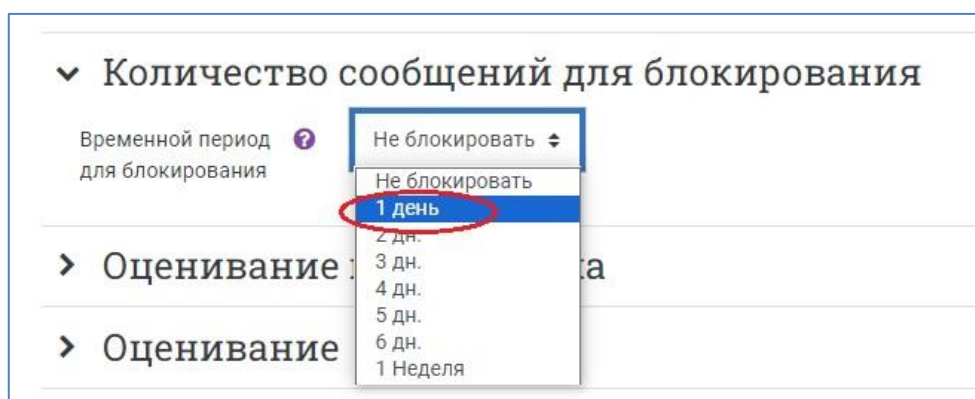 Количество сообщений для блокирования
Временной период
для блокирования
Не блокировать
Не блокировать
1 день
2 дн.
3 дн.
4 дн.
5 дн.
6 дн.
1 Неделя
Оценивание
Оценивание